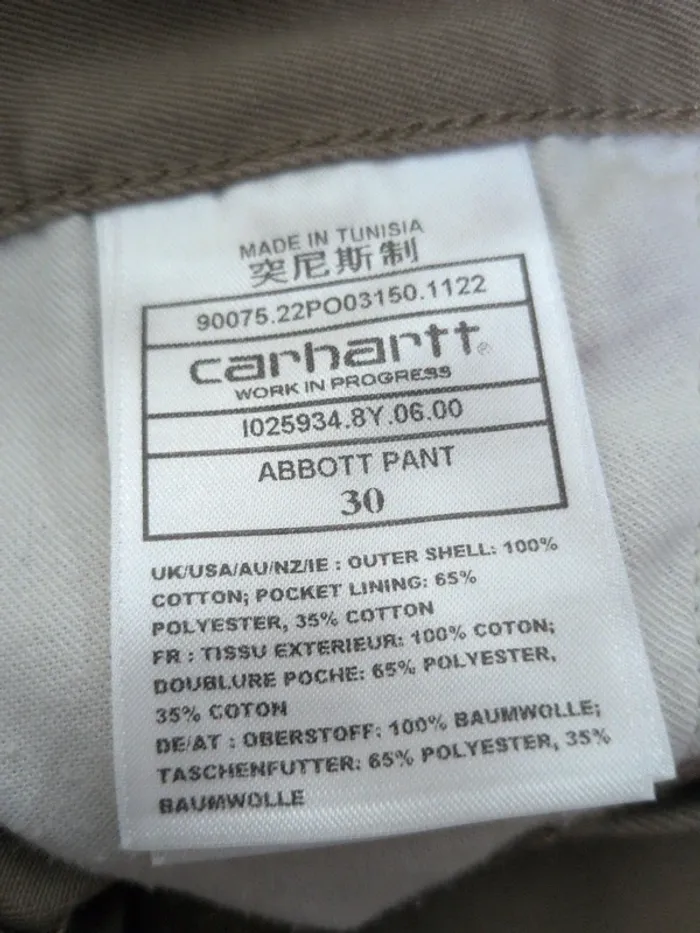 MADE IN TUNISIA
突尼斯制
90075.22PO03150.1122
carhartt®
WORK IN PROGRESS
I025934.8Y.06.00
ABBOTT PANT
30
UK/USA/AU/NZ/IE : OUTER SHELL: 100%
COTTON; POCKET LINING: 65%
POLYESTER, 35% COTTON
FR : TISSU EXTERIEUR: 100% COTON;
DOUBLURE POCHE: 65% POLYESTER,
35% COTON
DE/AT : OBERSTOFF: 100% BAUMWOLLE;
TASCHENFUTTER: 65% POLYESTER, 35%
BAUMWOLLE